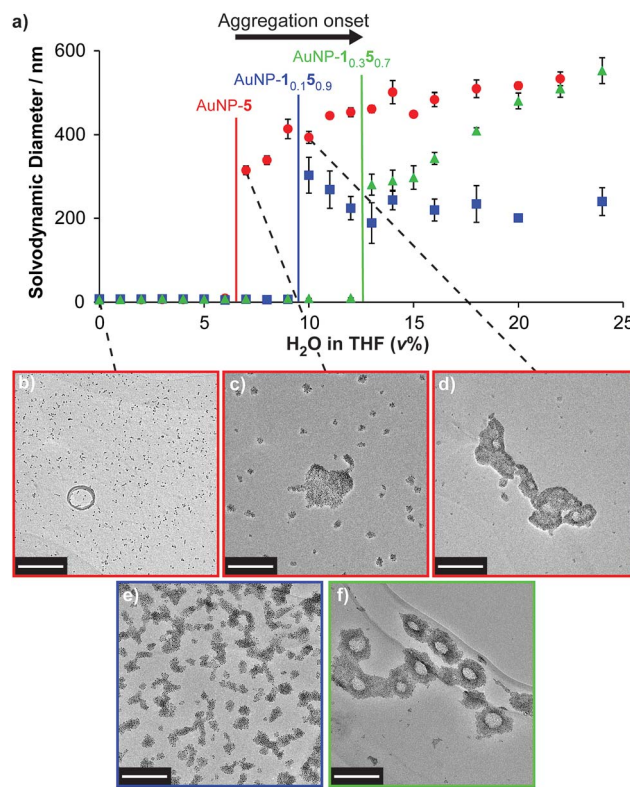 a)
Aggregation onset
AuNP-1₀.₃5₀.₇
AuNP-1₀.₁5₀.₉
AuNP-5
Solvodynamic Diameter / nm
600
400
200
0
0 5 10 15 20 25
H₂O in THF (v%)
b) c) d)
e) f)